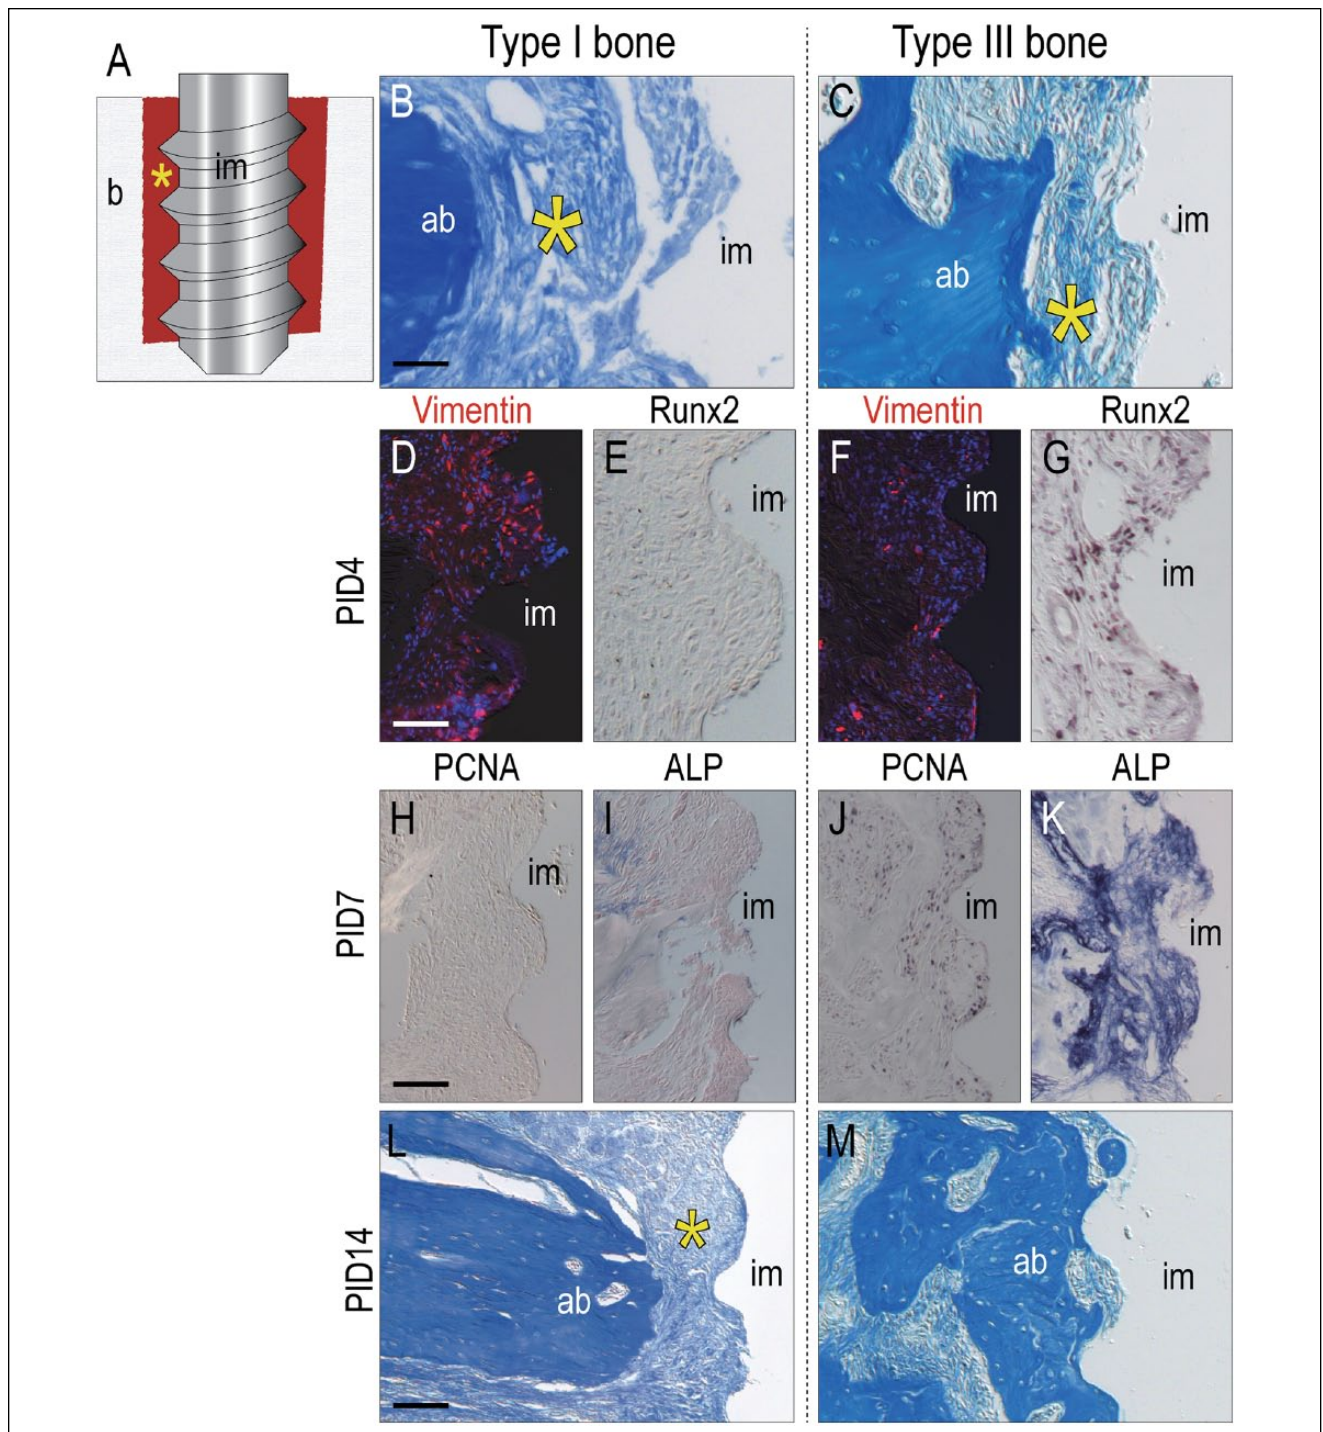 Type I bone Type III bone
A
b
*
im
B
ab
*
im
C
ab
*
im
Vimentin Runx2 Vimentin Runx2
PID4
D
im
E
im
F
im
G
im
PCNA ALP PCNA ALP
PID7
H
im
I
im
J
im
K
im
PID14
L
ab
*
im
M
ab
im